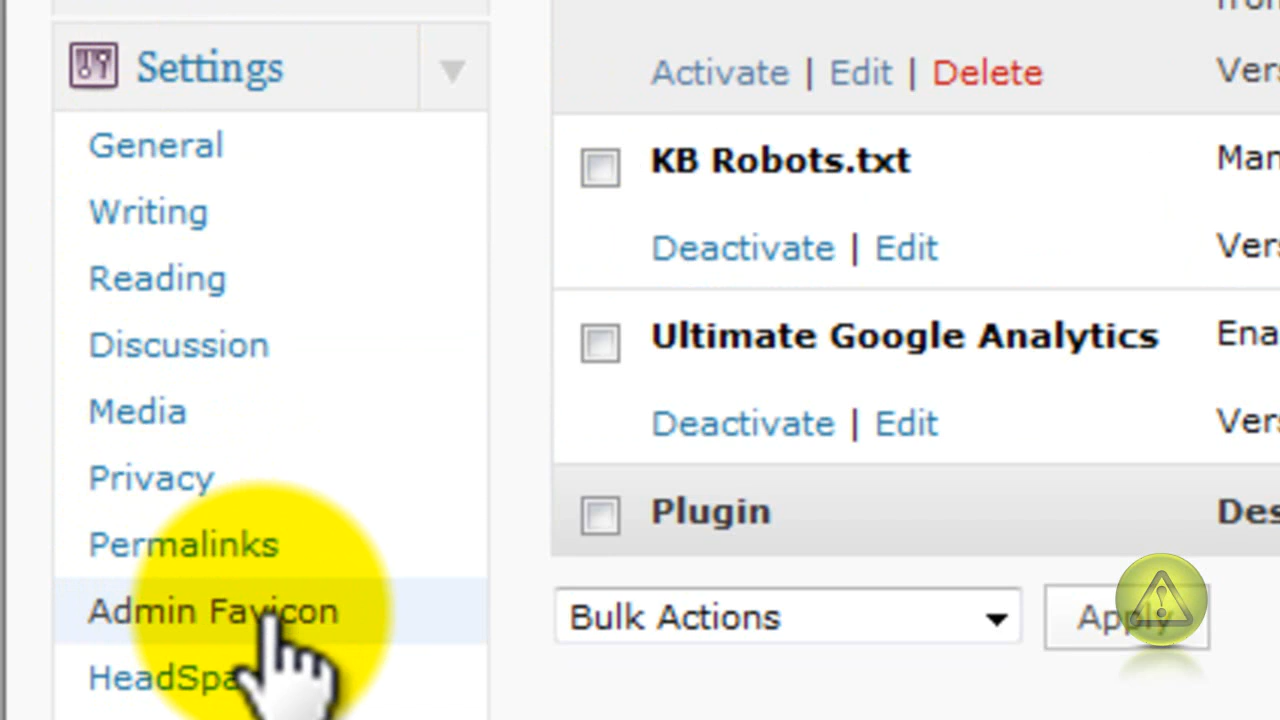 Settings
General
Writing
Reading
Discussion
Media
Privacy
Permalinks
Admin Favicon
Activate | Edit | Delete
KB Robots.txt
Deactivate | Edit
Ultimate Google Analytics
Deactivate | Edit
Plugin
Bulk Actions
Apply